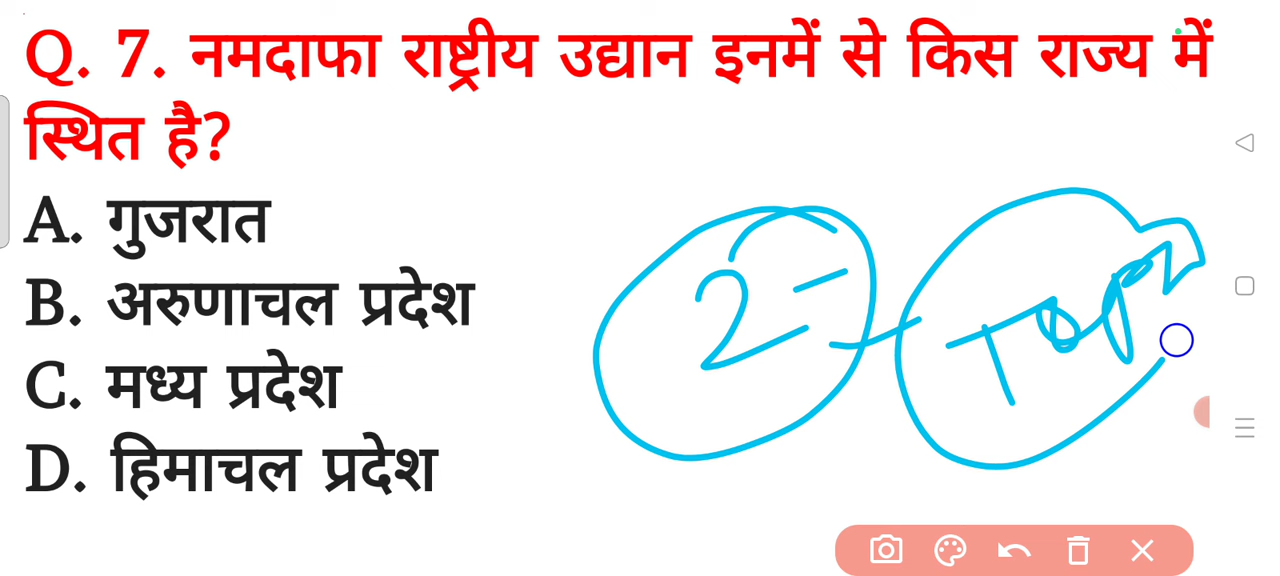 Q. 7. नमदाफा राष्ट्रीय उद्यान इनमें से किस राज्य में
स्थित है?
A. गुजरात
B. अरुणाचल प्रदेश
C. मध्य प्रदेश
D. हिमाचल प्रदेश
2 - Top